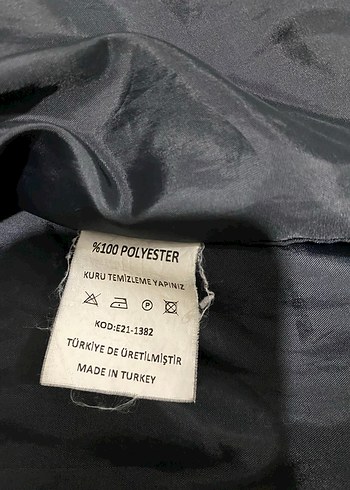 %100 POLYESTER
KURU TEMİZLEME YAPINIZ
P
KOD:E21-1382
TÜRKİYE DE ÜRETİLMİŞTİR
MADE IN TURKEY